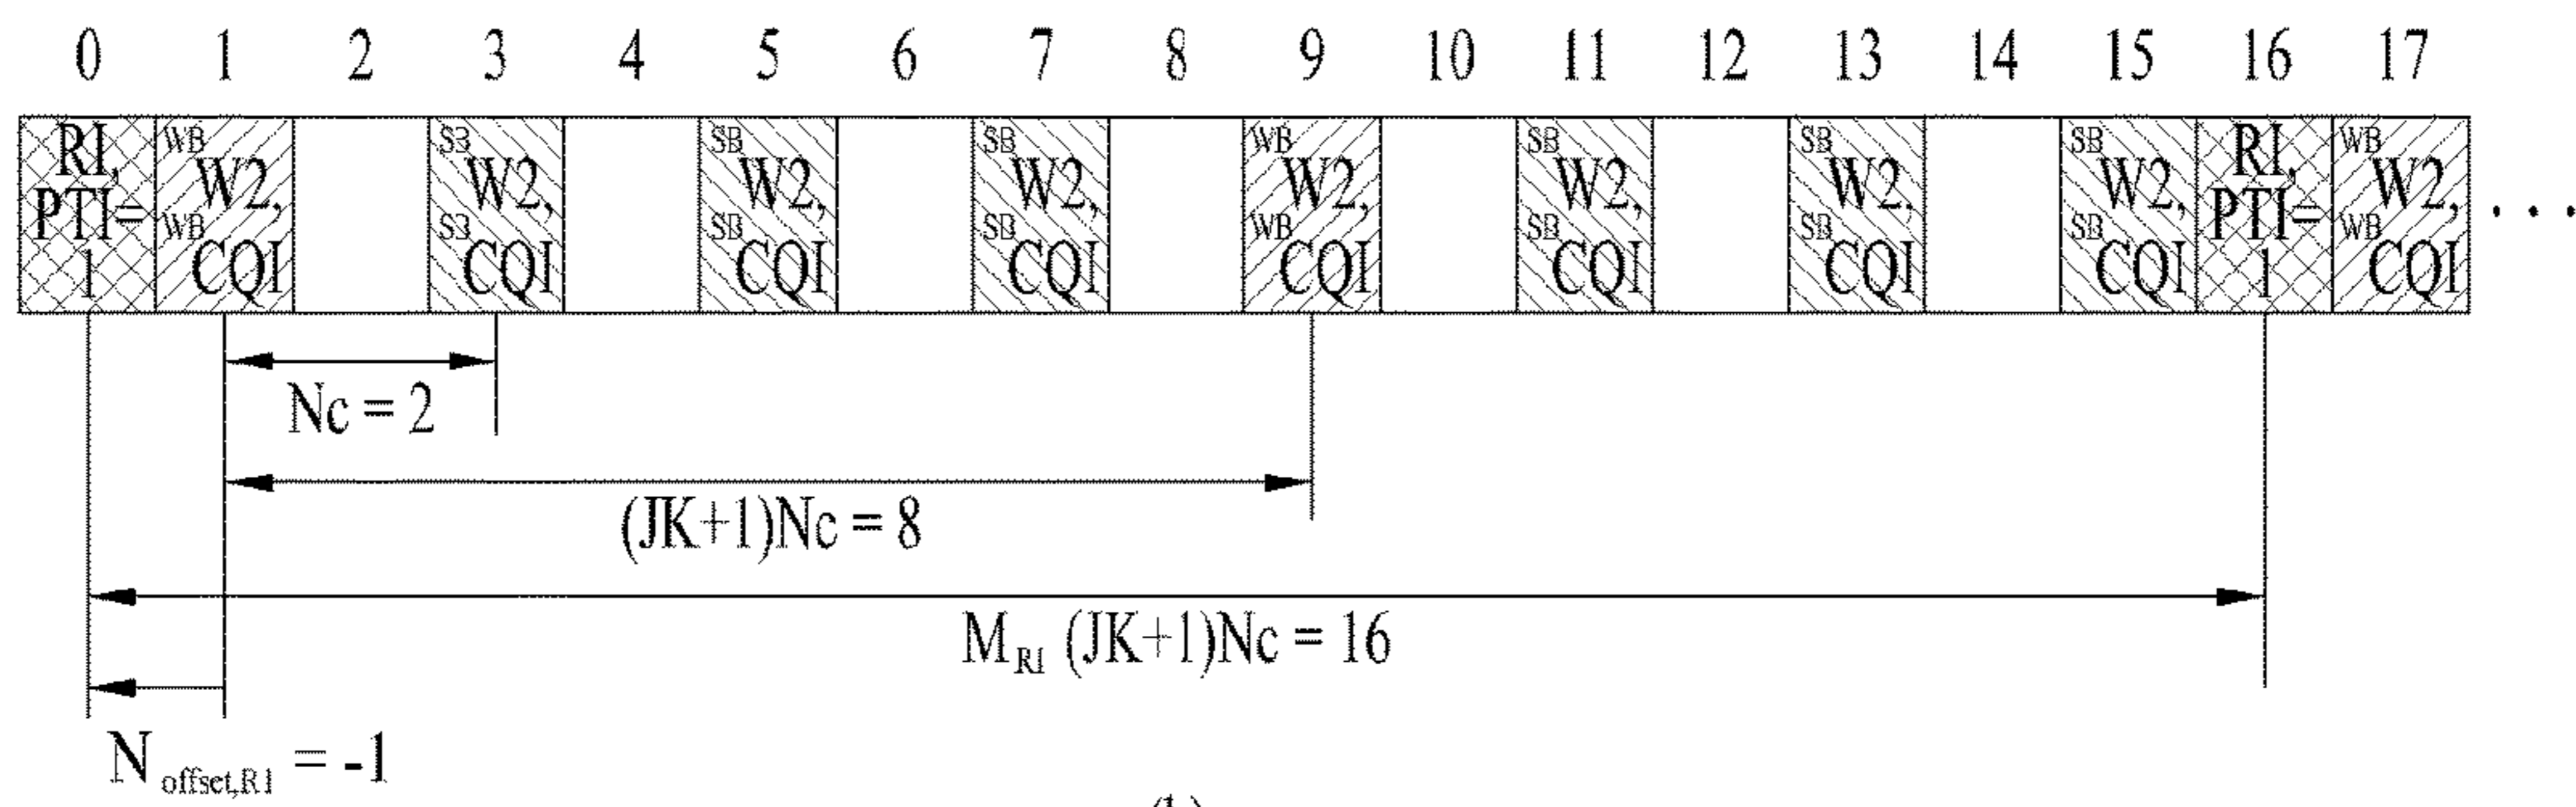 0 1 2 3 4 5 6 7 8 9 10 11 12 13 14 15 16 17
RI, PTI= 1
WB W2, WB CQI
SB W2, SB CQI
SB W2, SB CQI
SB W2, SB CQI
WB W2, WB CQI
SB W2, SB CQI
SB W2, SB CQI
SB W2, SB CQI
RI, PTI= 1
WB W2, WB CQI
...
Nc = 2
(JK+1)Nc = 8
M RI (JK+1)Nc = 16
N offset,RI = -1